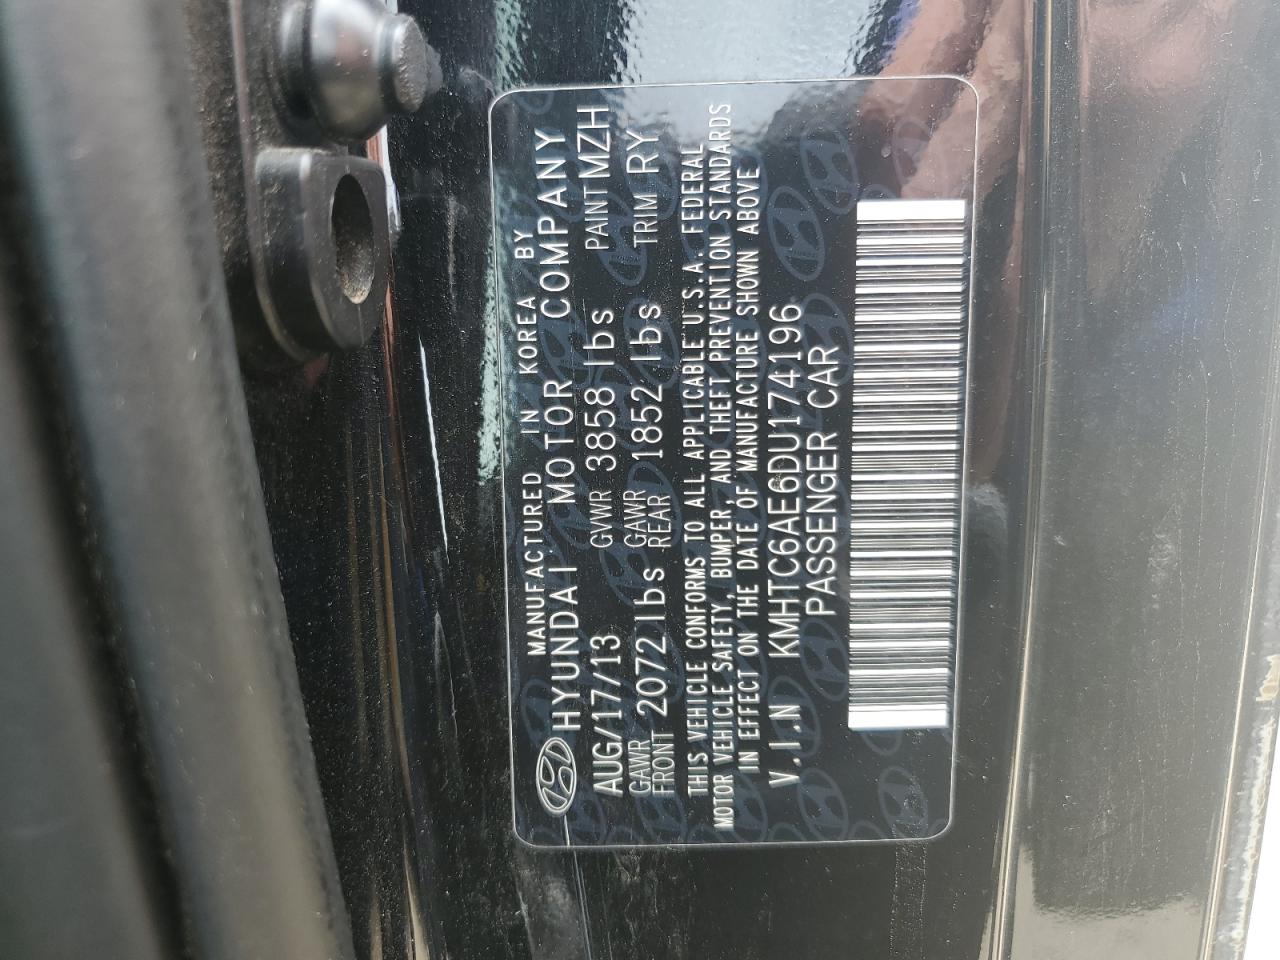 MANUFACTURED IN KOREA BY
HYUNDAI MOTOR COMPANY
AUG/17/13 GVWR 3858 lbs PAINT MZH
GAWR FRONT 2072 lbs GAWR REAR 1852 lbs TRIM RY
THIS VEHICLE CONFORMS TO ALL APPLICABLE U.S.A. FEDERAL
MOTOR VEHICLE SAFETY, BUMPER, AND THEFT PREVENTION STANDARDS
IN EFFECT ON THE DATE OF MANUFACTURE SHOWN ABOVE
V.I.N KMHTC6AE6DU174196
PASSENGER CAR